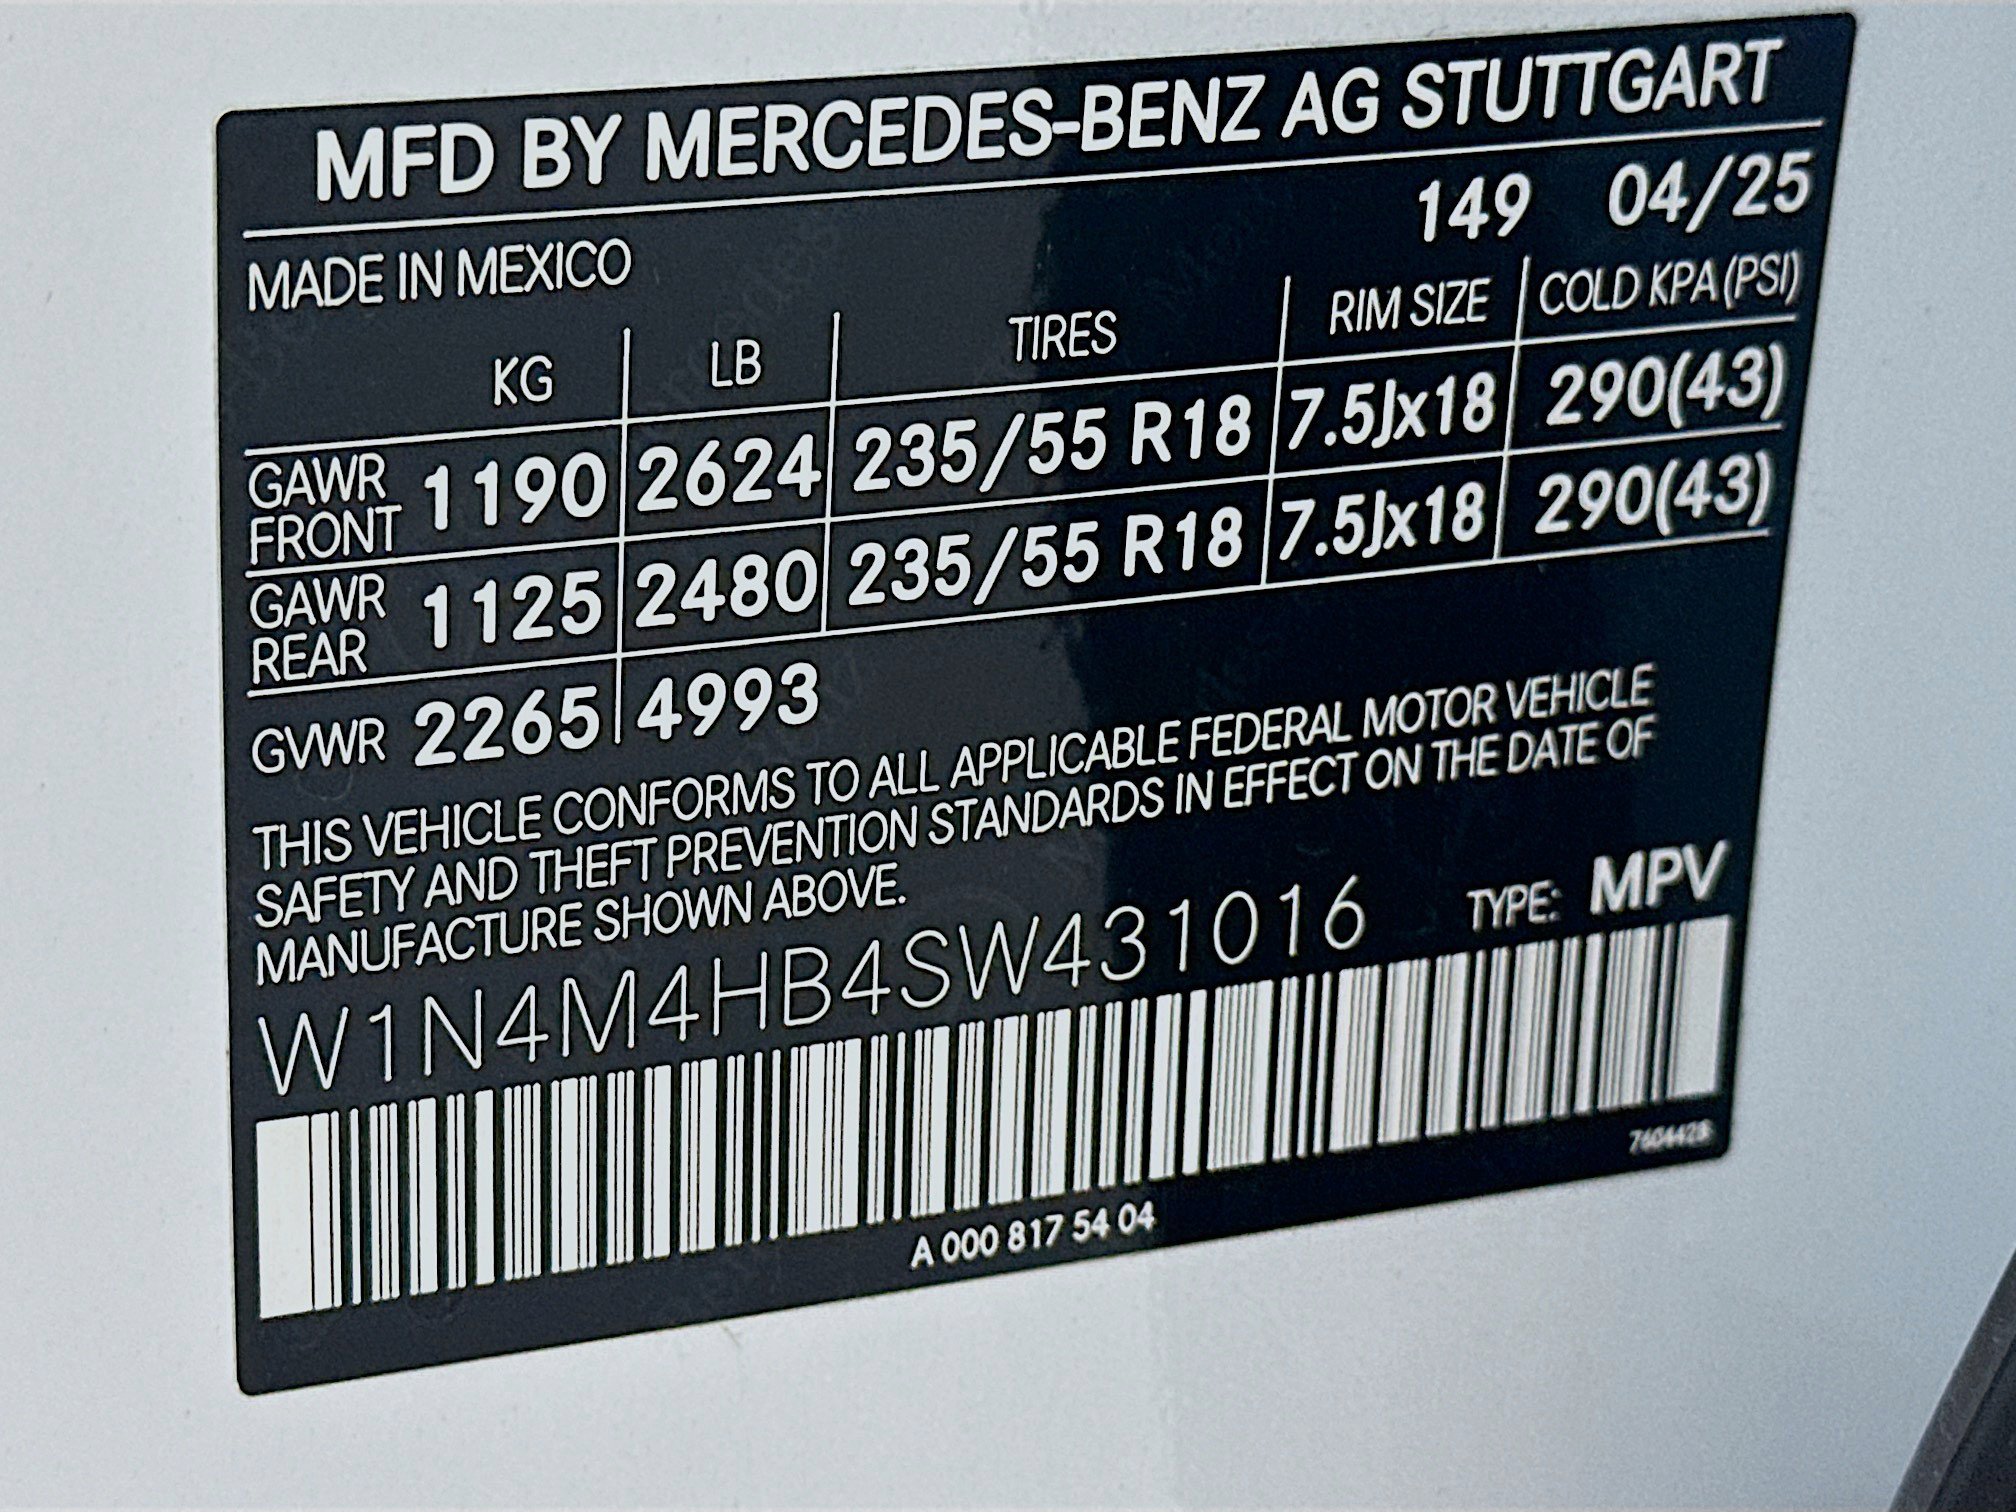 MFD BY MERCEDES-BENZ AG STUTTGART
149 04/25
MADE IN MEXICO
KG LB TIRES RIM SIZE COLD KPA (PSI)
GAWR FRONT 1190 2624 235/55 R18 7.5Jx18 290(43)
GAWR REAR 1125 2480 235/55 R18 7.5Jx18 290(43)
GVWR 2265 4993
THIS VEHICLE CONFORMS TO ALL APPLICABLE FEDERAL MOTOR VEHICLE
SAFETY AND THEFT PREVENTION STANDARDS IN EFFECT ON THE DATE OF
MANUFACTURE SHOWN ABOVE.
W1N4M4HB4SW431016 TYPE: MPV
7604428
A 000 817 54 04